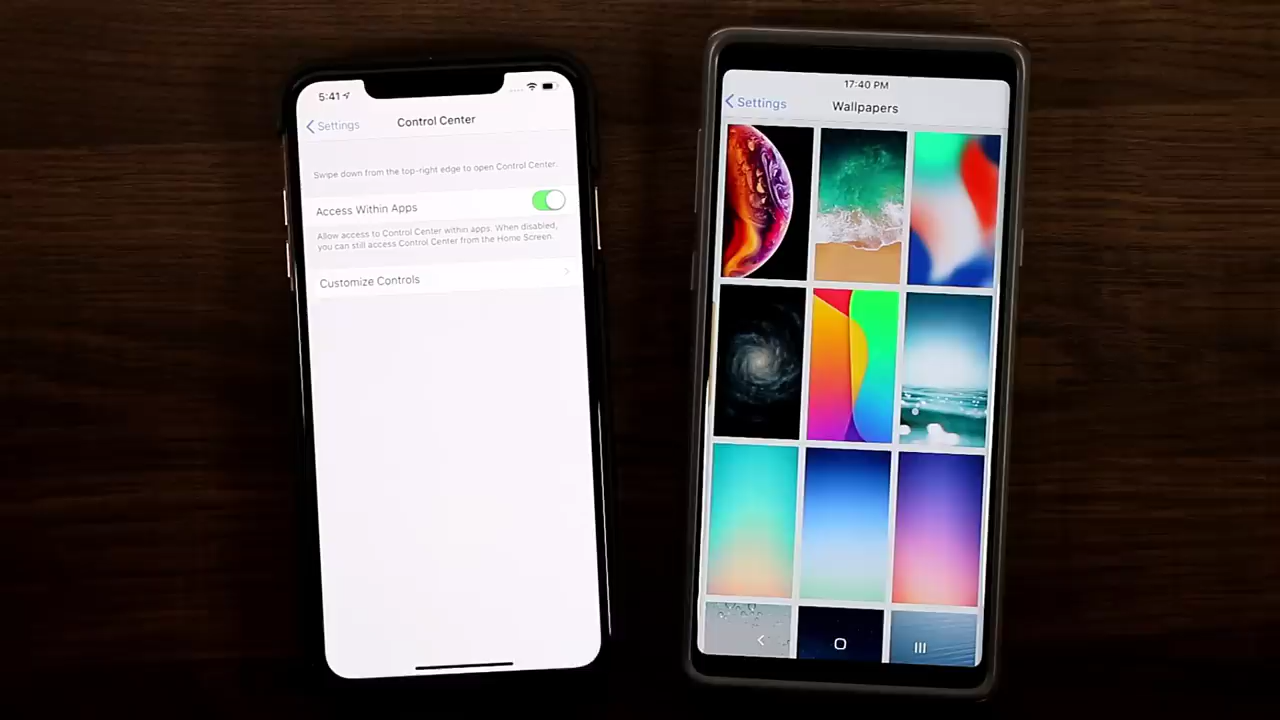 5:41
Settings
Control Center
Swipe down from the top-right edge to open Control Center.
Access Within Apps
Allow access to Control Center within apps. When disabled,
you can still access Control Center from the Home Screen.
Customize Controls
17:40 PM
Settings
Wallpapers